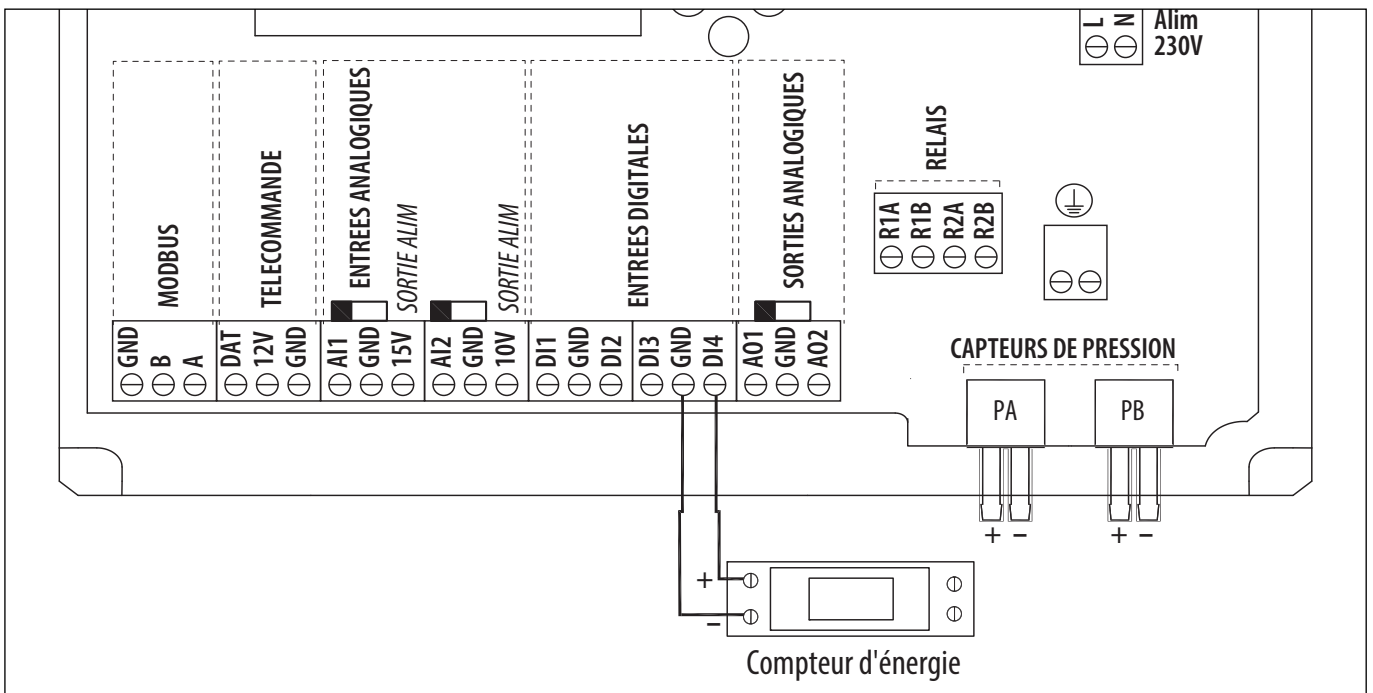 L N Alim
230V
MODBUS
TELECOMMANDE
ENTREES ANALOGIQUES
SORTIE ALIM
SORTIE ALIM
ENTREES DIGITALES
SORTIES ANALOGIQUES
RELAIS
R1A R1B R2A R2B
GND B A DAT 12V GND AI1 GND 15V AI2 GND 10V DI1 GND DI2 DI3 GND DI4 AO1 GND AO2
CAPTEURS DE PRESSION
PA PB
+ − + −
+
−
Compteur d'énergie